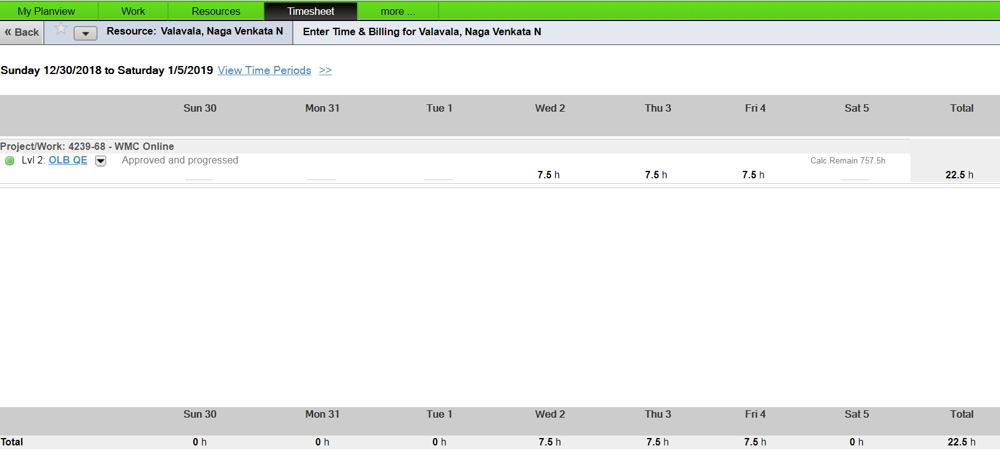 My Planview Work Resources Timesheet more ...
« Back Resource: Valavala, Naga Venkata N Enter Time & Billing for Valavala, Naga Venkata N
Sunday 12/30/2018 to Saturday 1/5/2019 View Time Periods >>
Sun 30 Mon 31 Tue 1 Wed 2 Thu 3 Fri 4 Sat 5 Total
Project/Work: 4239-68 - WMC Online
Lvl 2: OLB QE Approved and progressed Calc.Remain 757.5h
7.5 h 7.5 h 7.5 h 22.5 h
Sun 30 Mon 31 Tue 1 Wed 2 Thu 3 Fri 4 Sat 5 Total
Total 0 h 0 h 0 h 7.5 h 7.5 h 7.5 h 0 h 22.5 h